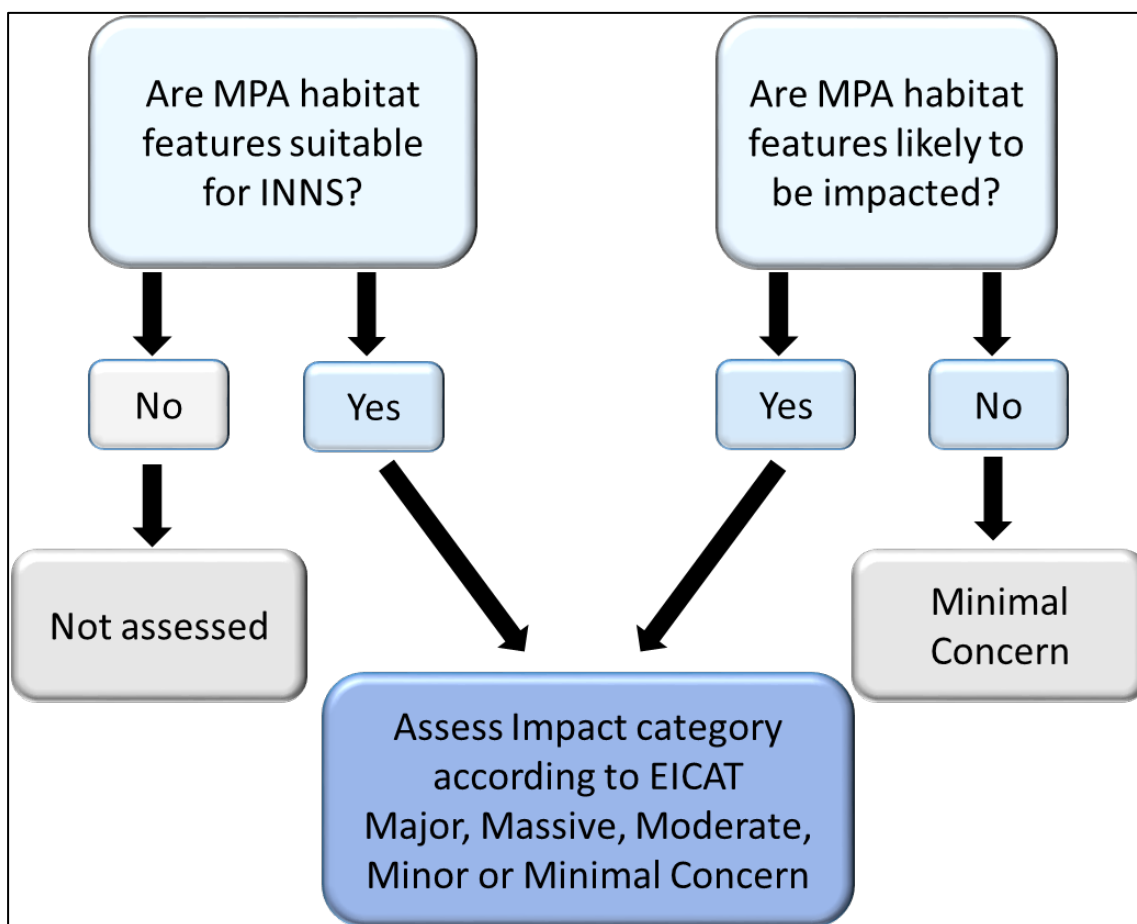 Are MPA habitat
features suitable
for INNS?
Are MPA habitat
features likely to
be impacted?
No
Yes
Yes
No
Not assessed
Minimal
Concern
Assess Impact category
according to EICAT
Major, Massive, Moderate,
Minor or Minimal Concern